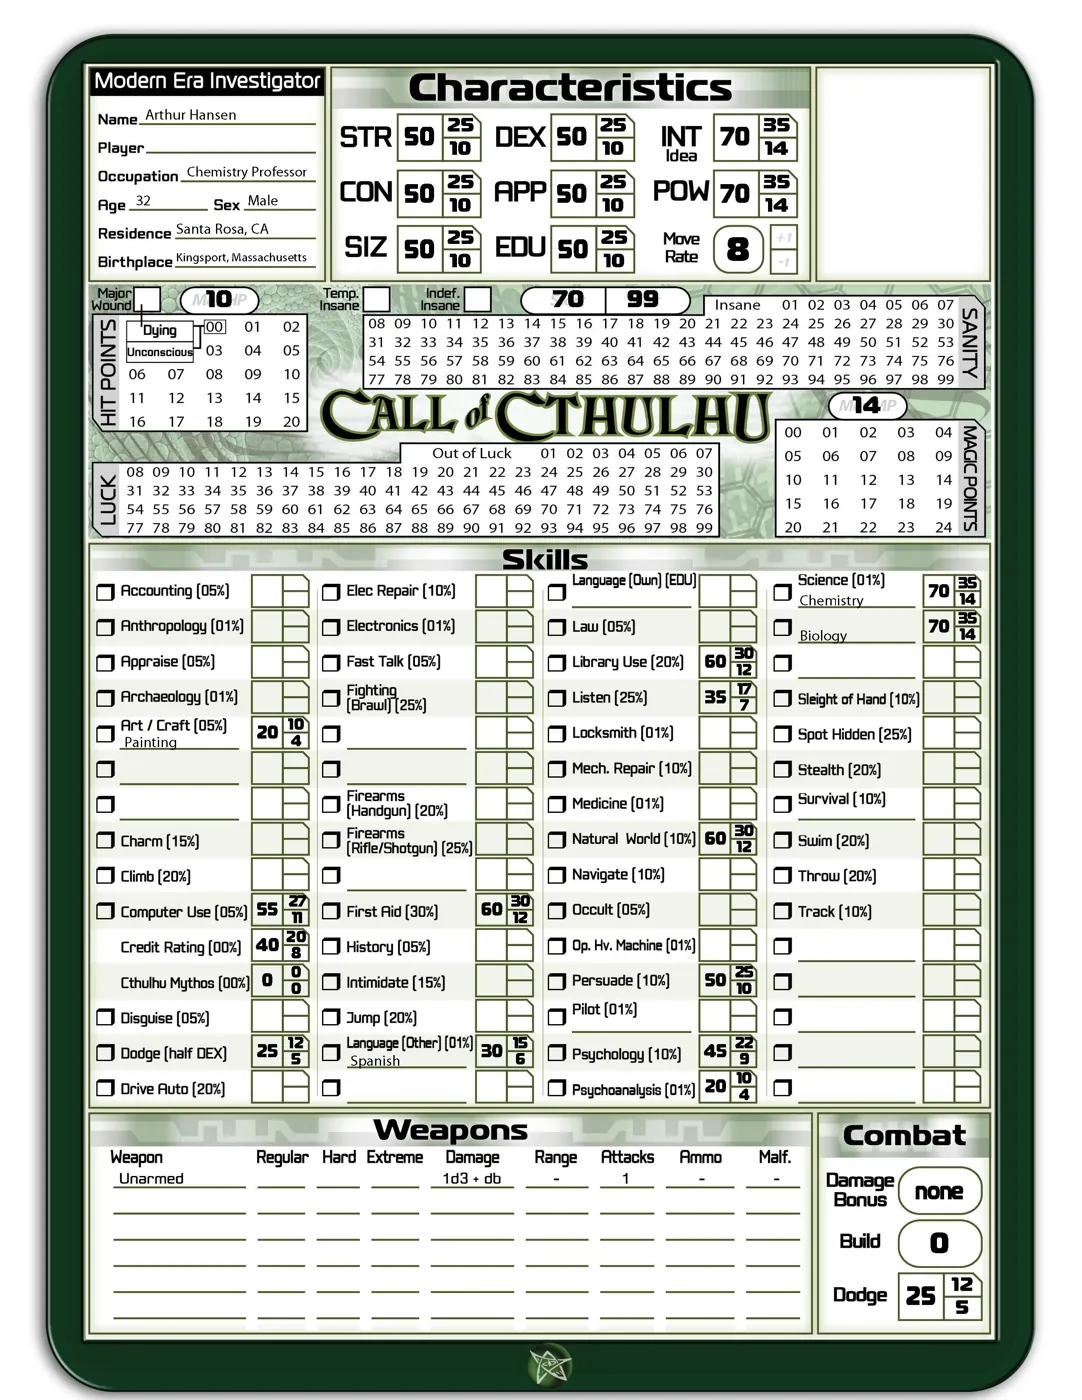 Modern Era Investigator
Name Arthur Hansen
Player
Occupation Chemistry Professor
Age 32 Sex Male
Residence Santa Rosa, CA
Birthplace Kingsport, Massachusetts
Characteristics
STR 50 25 10 DEX 50 25 10 INT Idea 70 35 14
CON 50 25 10 APP 50 25 10 POW 70 35 14
SIZ 50 25 10 EDU 50 25 10 Move Rate 8 +1 -1
Major Wound 10
HIT POINTS
Dying 00 01 02
Unconscious 03 04 05
06 07 08 09 10
11 12 13 14 15
16 17 18 19 20
Temp. Insane Indef. Insane 70 99
SANITY
Insane 01 02 03 04 05 06 07
08 09 10 11 12 13 14 15 16 17 18 19 20 21 22 23 24 25 26 27 28 29 30
31 32 33 34 35 36 37 38 39 40 41 42 43 44 45 46 47 48 49 50 51 52 53
54 55 56 57 58 59 60 61 62 63 64 65 66 67 68 69 70 71 72 73 74 75 76
77 78 79 80 81 82 83 84 85 86 87 88 89 90 91 92 93 94 95 96 97 98 99
CALL of CTHULHU
LUCK
Out of Luck 01 02 03 04 05 06 07
08 09 10 11 12 13 14 15 16 17 18 19 20 21 22 23 24 25 26 27 28 29 30
31 32 33 34 35 36 37 38 39 40 41 42 43 44 45 46 47 48 49 50 51 52 53
54 55 56 57 58 59 60 61 62 63 64 65 66 67 68 69 70 71 72 73 74 75 76
77 78 79 80 81 82 83 84 85 86 87 88 89 90 91 92 93 94 95 96 97 98 99
14
MAGIC POINTS
00 01 02 03 04
05 06 07 08 09
10 11 12 13 14
15 16 17 18 19
20 21 22 23 24
Skills
Accounting (05%)
Anthropology (01%)
Appraise (05%)
Archaeology (01%)
Art / Craft (05%) 20 10 4
Painting
Charm (15%)
Climb (20%)
Computer Use (05%) 55 27 11
Credit Rating (00%) 40 20 8
Cthulhu Mythos (00%) 0 0 0
Disguise (05%)
Dodge (half DEX) 25 12 5
Drive Auto (20%)
Elec Repair (10%)
Electronics (01%)
Fast Talk (05%)
Fighting
(Brawl) (25%)
Firearms
(Handgun) (20%)
Firearms
(Rifle/Shotgun) (25%)
First Aid (30%) 60 30 12
History (05%)
Intimidate (15%)
Jump (20%)
Language (Other) (01%) 30 15 6
Spanish
Language (Own) (EDU)
Law (05%)
Library Use (20%) 60 30 12
Listen (25%) 35 17 7
Locksmith (01%)
Mech. Repair (10%)
Medicine (01%)
Natural World (10%) 60 30 12
Navigate (10%)
Occult (05%)
Op. Hv. Machine (01%)
Persuade (10%) 50 25 10
Pilot (01%)
Psychology (10%) 45 22 9
Psychoanalysis (01%) 20 10 4
Science (01%) 70 35 14
Chemistry
Biology 70 35 14
Sleight of Hand (10%)
Spot Hidden (25%)
Stealth (20%)
Survival (10%)
Swim (20%)
Throw (20%)
Track (10%)
Weapons
Weapon Regular Hard Extreme Damage Range Attacks Ammo Malf.
Unarmed 1d3 + db - 1 - -
Combat
Damage Bonus none
Build 0
Dodge 25 12 5